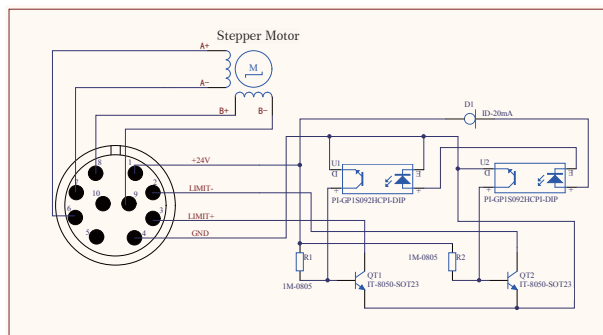 Stepper Motor
A+
M
A-
B+
B-
D1
ID-20mA
8
1
+24V
U1
D
E
+
+
PI-GP1S092HCPI-DIP
U2
D
E
+
+
PI-GP1S092HCPI-DIP
7
2
LIMIT-
10
9
6
3
LIMIT+
5
4
GND
R1
1M-0805
QT1
IT-8050-SOT23
R2
1M-0805
QT2
IT-8050-SOT23